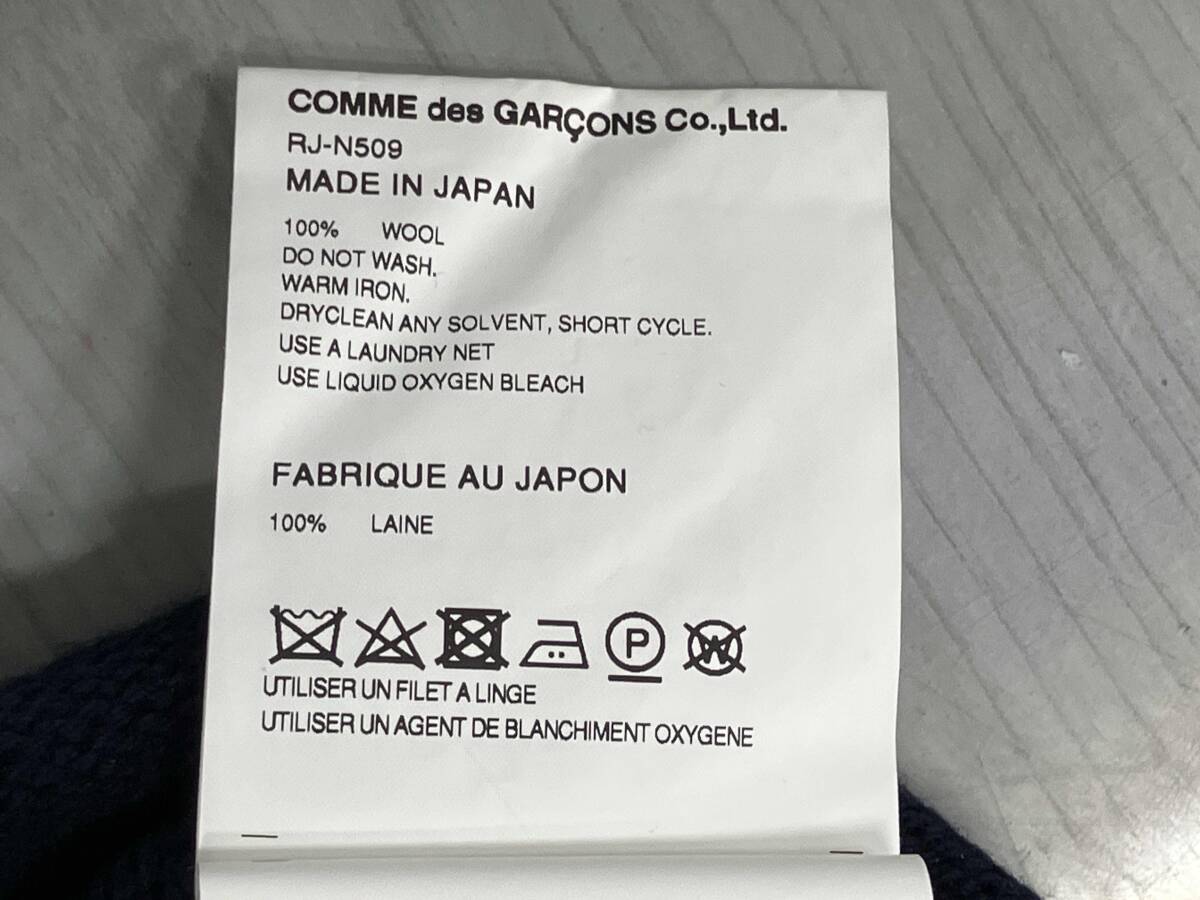 COMME des GARÇONS Co.,Ltd.
RJ-N509
MADE IN JAPAN
100% WOOL
DO NOT WASH.
WARM IRON.
DRYCLEAN ANY SOLVENT, SHORT CYCLE.
USE A LAUNDRY NET
USE LIQUID OXYGEN BLEACH
FABRIQUE AU JAPON
100% LAINE
P W
UTILISER UN FILET A LINGE
UTILISER UN AGENT DE BLANCHIMENT OXYGENE